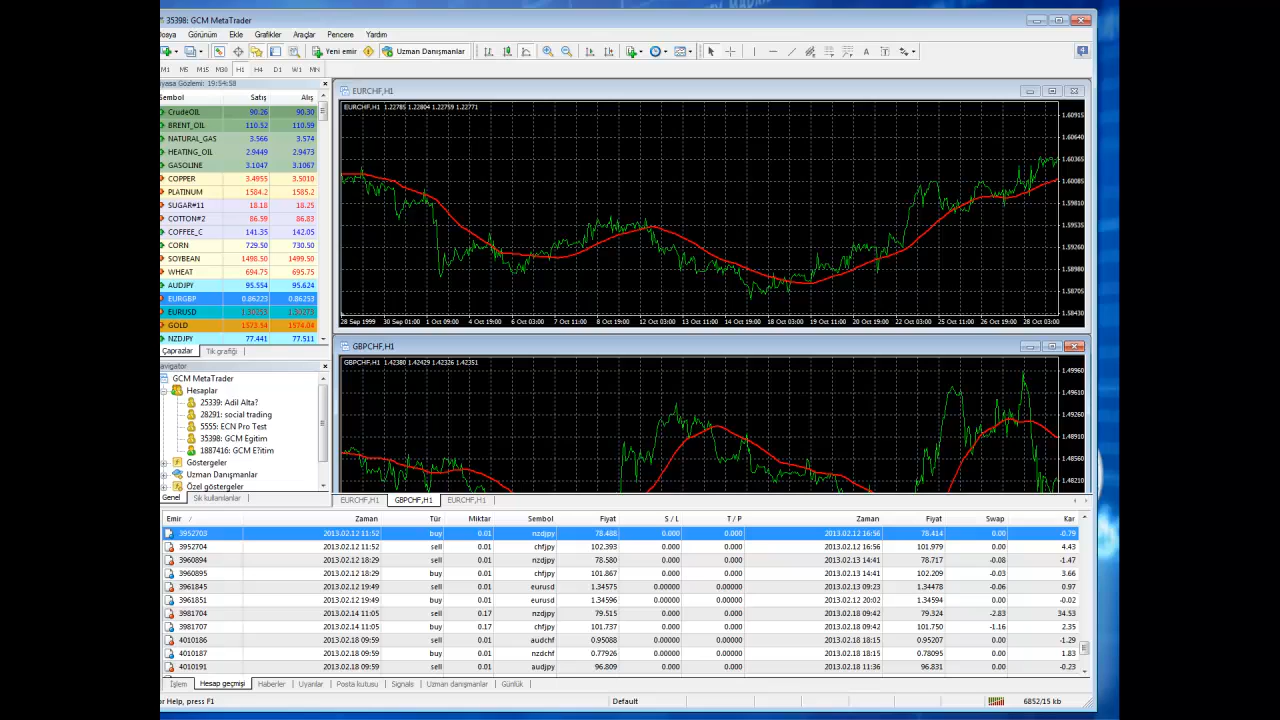 35398: GCM MetaTrader
Dosya Görünüm Ekle Grafikler Araçlar Pencere Yardım
Yeni emir Uzman Danışmanlar
M1 M5 M15 M30 H1 H4 D1 W1 MN
yasa Gözlemi: 19:54:58
Sembol Satış Alış
CrudeOIL 90.26 90.30
BRENT_OIL 110.52 110.59
NATURAL_GAS 3.566 3.574
HEATING_OIL 2.9449 2.9473
GASOLINE 3.1047 3.1067
COPPER 3.4955 3.5010
PLATINUM 1584.2 1585.2
SUGAR#11 18.18 18.25
COTTON#2 86.59 86.83
COFFEE_C 141.35 142.05
CORN 729.50 730.50
SOYBEAN 1498.50 1499.50
WHEAT 694.75 695.75
AUDJPY 95.554 95.624
EURGBP 0.86223 0.86253
EURUSD
GOLD 1573.54 1574.04
NZDJPY 77.441 77.511
Çaprazlar Tik grafiği
avigator
GCM MetaTrader
Hesaplar
25339: Adil Alta?
28291: social trading
5555: ECN Pro Test
35398: GCM Egitim
1887416: GCM E?itim
Göstergeler
Uzman Danışmanlar
Özel göstergeler
Genel Sık kullanılanlar
EURCHF,H1
EURCHF,H1 1.22785 1.22804 1.22759 1.22771
1.60915
1.60640
1.60365
1.60085
1.59810
1.59535
1.59260
1.58980
1.58705
1.58430
28 Sep 1999 30 Sep 01:00 1 Oct 09:00 4 Oct 19:00 6 Oct 03:00 7 Oct 11:00 8 Oct 19:00 12 Oct 03:00 13 Oct 11:00 14 Oct 19:00 18 Oct 03:00 19 Oct 11:00 20 Oct 19:00 22 Oct 03:00 25 Oct 11:00 26 Oct 19:00 28 Oct 03:00
GBPCHF,H1
GBPCHF,H1 1.42380 1.42429 1.42326 1.42351
1.49960
1.49260
1.48910
1.48560
1.48210
EURCHF,H1 GBPCHF,H1 EURCHF,H1
Emir / Zaman Tür Miktar Sembol Fiyat S / L T / P Zaman Fiyat Swap Kar
3952703 2013.02.12 11:52 buy 0.01 nzdjpy 78.488 0.000 0.000 2013.02.12 16:56 78.414 0.00 -0.79
3952704 2013.02.12 11:52 sell 0.01 chfjpy 102.393 0.000 0.000 2013.02.12 16:56 101.979 0.00 4.43
3960894 2013.02.12 18:29 sell 0.01 nzdjpy 78.580 0.000 0.000 2013.02.13 14:41 78.717 -0.08 -1.47
3960895 2013.02.12 18:29 buy 0.01 chfjpy 101.867 0.000 0.000 2013.02.13 14:41 102.209 -0.03 3.66
3961845 2013.02.12 19:49 sell 0.01 eurusd 1.34575 0.00000 0.00000 2013.02.13 09:23 1.34478 -0.06 0.97
3961851 2013.02.12 19:49 buy 0.01 eurusd 1.34596 0.00000 0.00000 2013.02.12 20:02 1.34594 0.00 -0.02
3981704 2013.02.14 11:05 sell 0.17 nzdjpy 79.515 0.000 0.000 2013.02.18 09:42 79.324 -2.83 34.53
3981707 2013.02.14 11:05 buy 0.17 chfjpy 101.737 0.000 0.000 2013.02.18 09:42 101.750 -1.16 2.35
4010186 2013.02.18 09:59 sell 0.01 audchf 0.95088 0.00000 0.00000 2013.02.18 18:15 0.95207 0.00 -1.29
4010187 2013.02.18 09:59 buy 0.01 nzdchf 0.77926 0.00000 0.00000 2013.02.18 18:15 0.78095 0.00 1.83
4010191 2013.02.18 09:59 sell 0.01 audjpy 96.809 0.000 0.000 2013.02.18 11:36 96.831 0.00 -0.23
İşlem Hesap geçmişi Haberler Uyarılar Posta kutusu Signals Uzman danışmanlar Günlük
or Help, press F1 Default 6852/15 kb